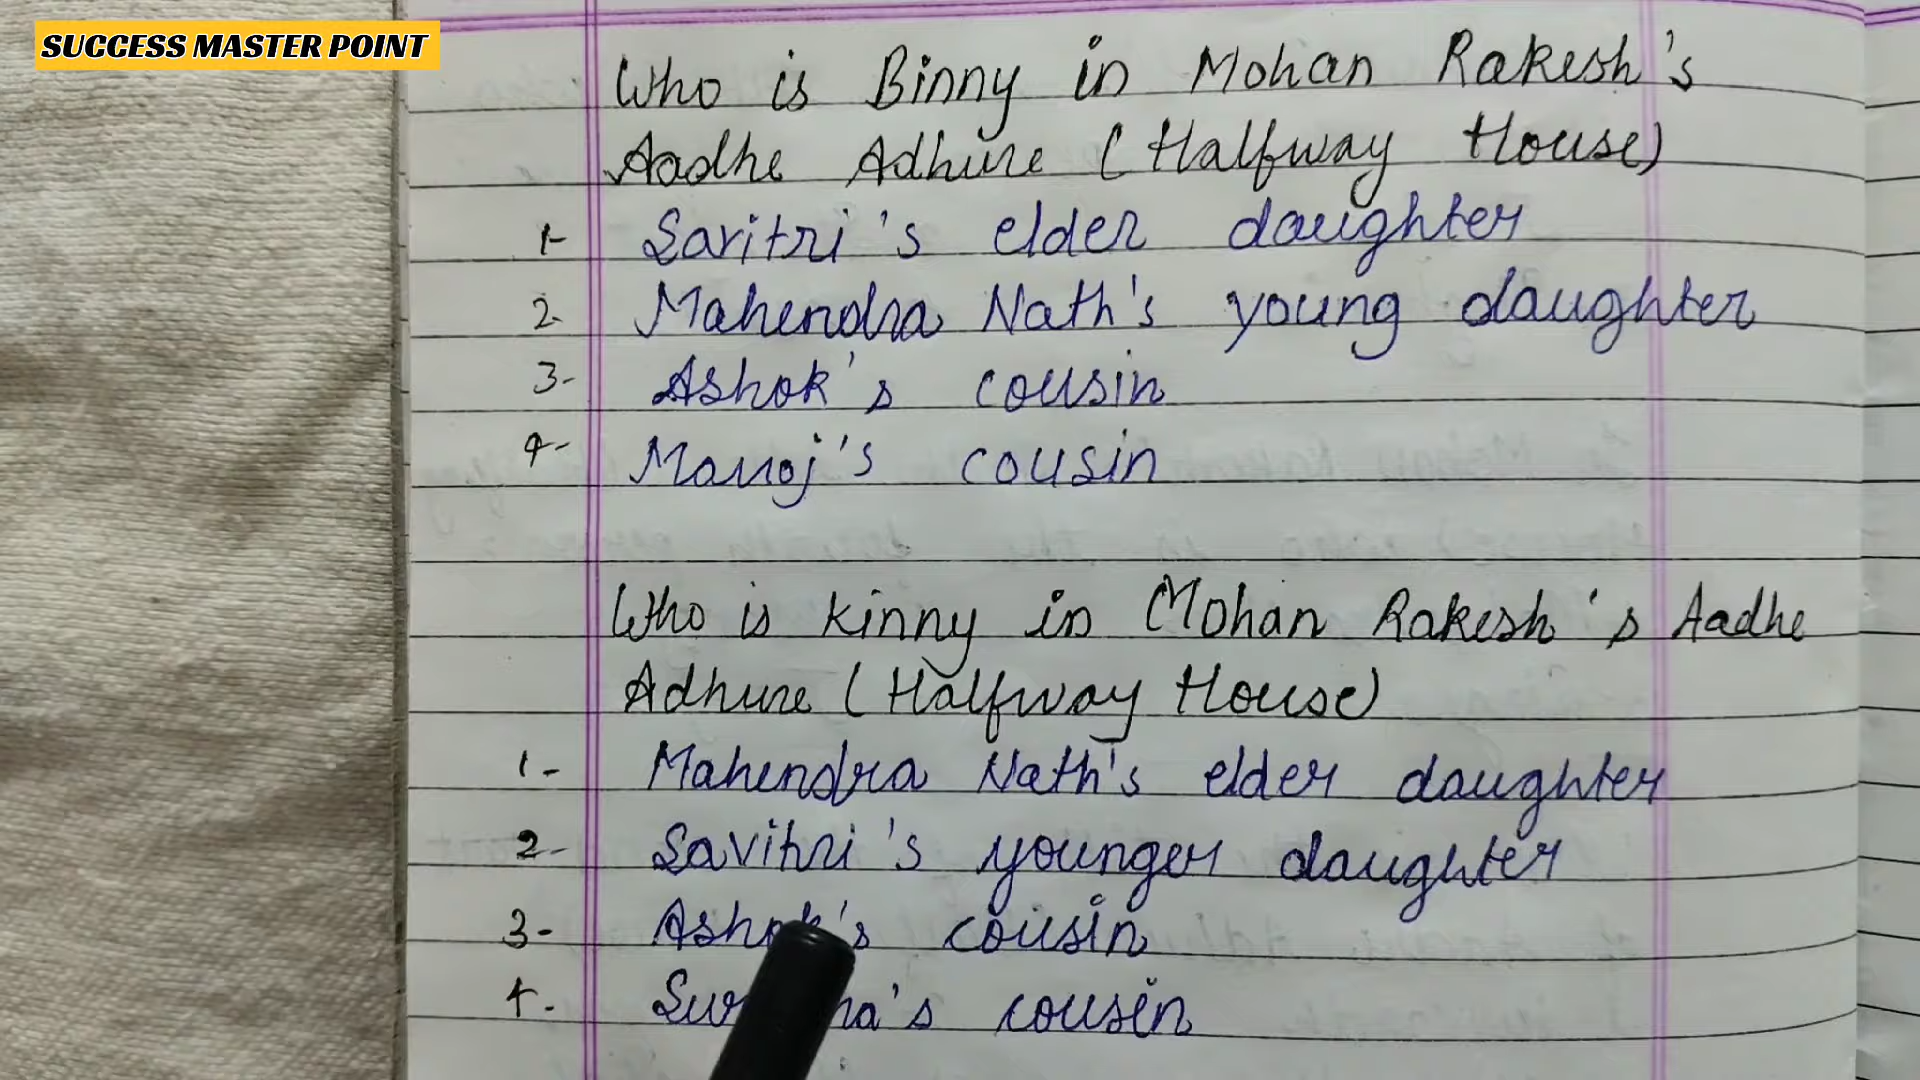 SUCCESS MASTER POINT
Who is Binny in Mohan Rakesh's
Aadhe Adhure (Halfway House)
1- Savitri's elder daughter
2- Mahendra Nath's young daughter
3- Ashok's cousin
4- Manoj's cousin
Who is Kinny in Mohan Rakesh's Aadhe
Adhure (Halfway House)
1- Mahendra Nath's elder daughter
2- Savitri's younger daughter
3- Ashok's cousin
4- cousin